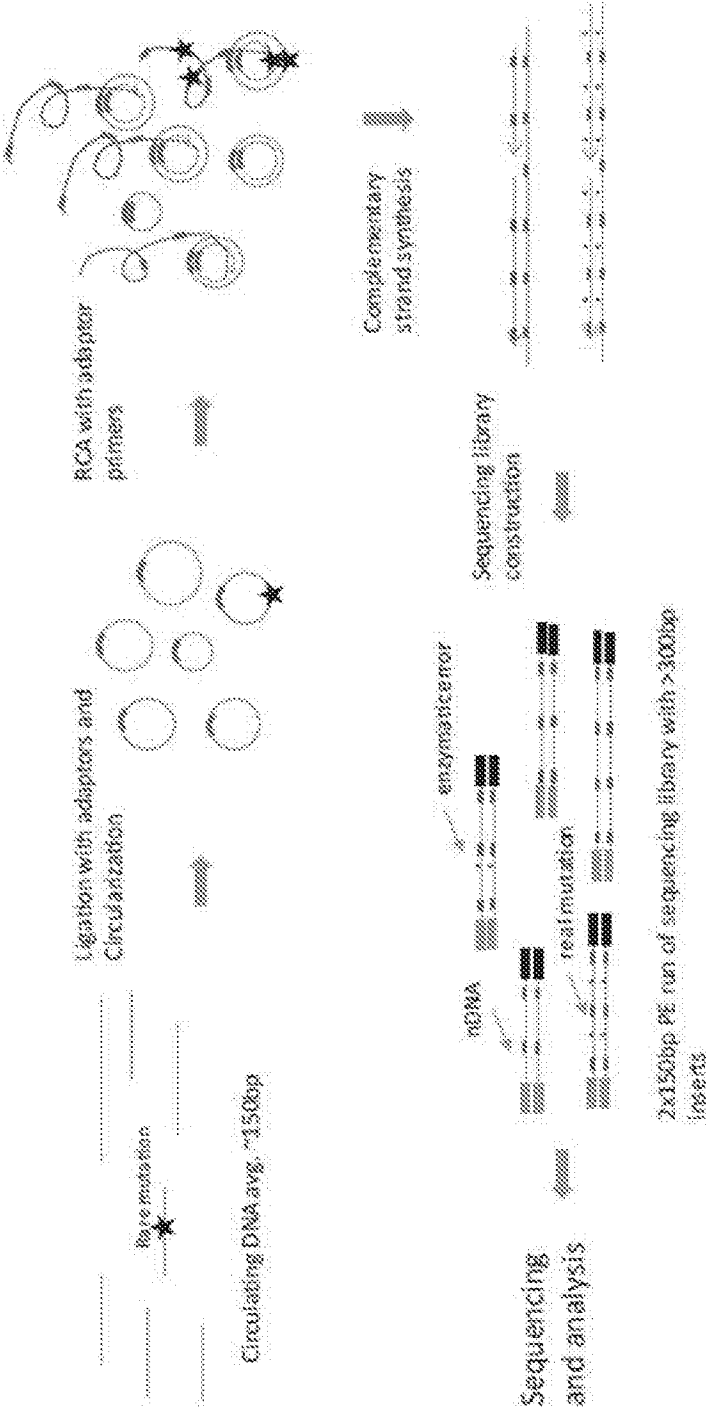 Rare mutation
Circulating DNA avg. ~150bp
Ligation with adaptors and
Circularization
RCA with adaptor
primers
Complementary
strand synthesis
Sequencing library
construction
enzymatic error
nDNA
real mutation
2x150bp PE run of sequencing library with >300bp
inserts
Sequencing
and analysis